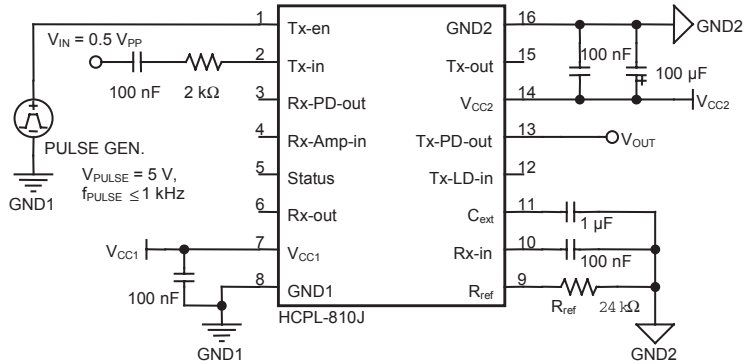 1 Tx-en GND2 16 GND2
V_IN = 0.5 V_PP 2 Tx-in Tx-out 15 100 nF 100 µF
100 nF 2 kΩ
3 Rx-PD-out V_CC2 14 V_CC2
4 Rx-Amp-in Tx-PD-out 13 V_OUT
PULSE GEN.
V_PULSE = 5 V,
f_PULSE ≤ 1 kHz
GND1
5 Status Tx-LD-in 12
6 Rx-out C_ext 11 1 µF
V_CC1 7 V_CC1 Rx-in 10 100 nF
100 nF 8 GND1 R_ref 9 R_ref 24 kΩ
HCPL-810J
GND1 GND2